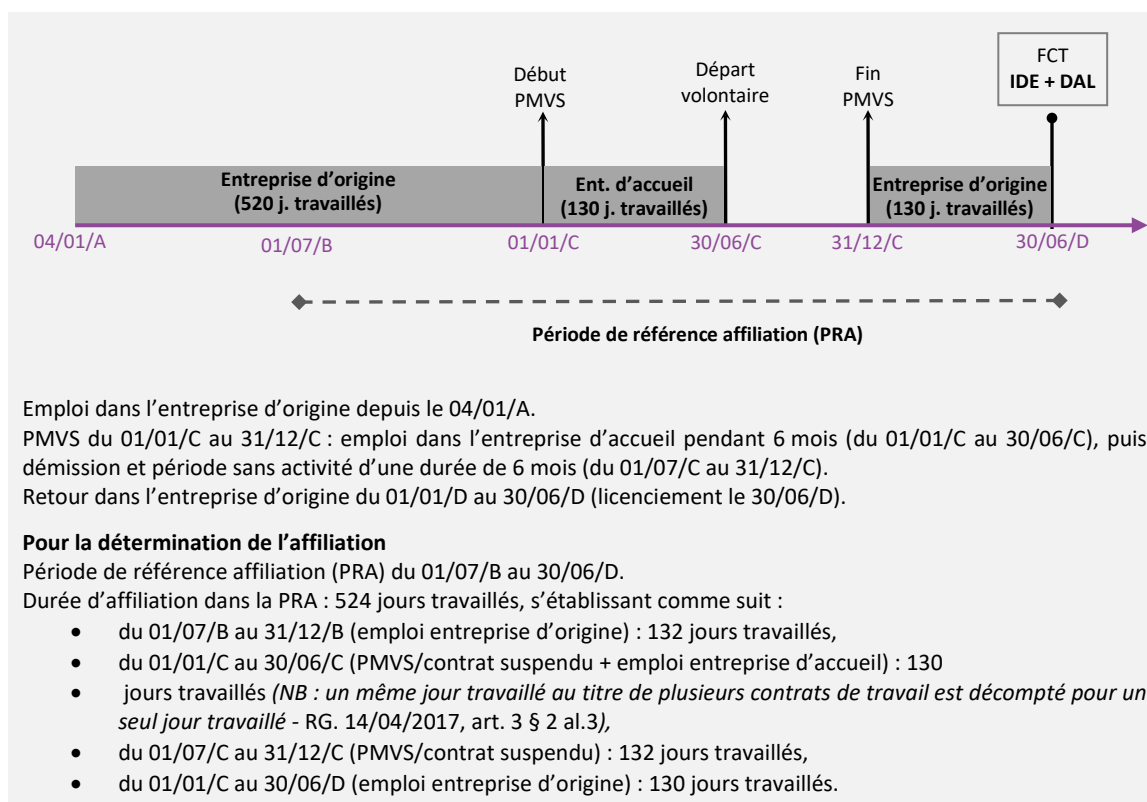 FCT
IDE + DAL
Début
PMVS
Départ
volontaire
Fin
PMVS
Entreprise d’origine
(520 j. travaillés)
Ent. d’accueil
(130 j. travaillés)
Entreprise d’origine
(130 j. travaillés)
04/01/A
01/07/B
01/01/C
30/06/C
31/12/C
30/06/D
Période de référence affiliation (PRA)
Emploi dans l’entreprise d’origine depuis le 04/01/A.
PMVS du 01/01/C au 31/12/C : emploi dans l’entreprise d’accueil pendant 6 mois (du 01/01/C au 30/06/C), puis
démission et période sans activité d’une durée de 6 mois (du 01/07/C au 31/12/C).
Retour dans l’entreprise d’origine du 01/01/D au 30/06/D (licenciement le 30/06/D).
Pour la détermination de l’affiliation
Période de référence affiliation (PRA) du 01/07/B au 30/06/D.
Durée d’affiliation dans la PRA : 524 jours travaillés, s’établissant comme suit :
• du 01/07/B au 31/12/B (emploi entreprise d’origine) : 132 jours travaillés,
• du 01/01/C au 30/06/C (PMVS/contrat suspendu + emploi entreprise d’accueil) : 130
• jours travaillés (NB : un même jour travaillé au titre de plusieurs contrats de travail est décompté pour un
seul jour travaillé - RG. 14/04/2017, art. 3 § 2 al.3),
• du 01/07/C au 31/12/C (PMVS/contrat suspendu) : 132 jours travaillés,
• du 01/01/C au 30/06/D (emploi entreprise d’origine) : 130 jours travaillés.